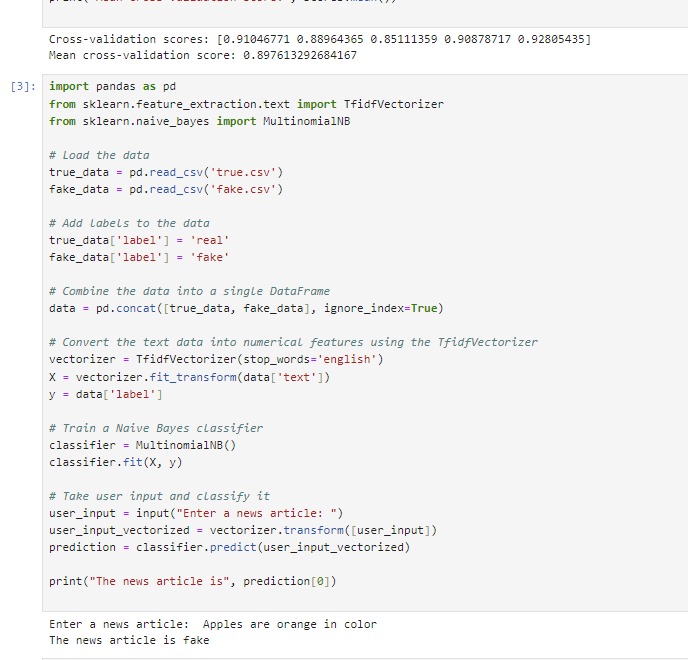 Cross-validation scores: [0.91046771 0.88964365 0.85111359 0.90878717 0.92805435]
Mean cross-validation score: 0.897613292684167
[3]: import pandas as pd
from sklearn.feature_extraction.text import TfidfVectorizer
from sklearn.naive_bayes import MultinomialNB
# Load the data
true_data = pd.read_csv('true.csv')
fake_data = pd.read_csv('fake.csv')
# Add labels to the data
true_data['label'] = 'real'
fake_data['label'] = 'fake'
# Combine the data into a single DataFrame
data = pd.concat([true_data, fake_data], ignore_index=True)
# Convert the text data into numerical features using the TfidfVectorizer
vectorizer = TfidfVectorizer(stop_words='english')
X = vectorizer.fit_transform(data['text'])
y = data['label']
# Train a Naive Bayes classifier
classifier = MultinomialNB()
classifier.fit(X, y)
# Take user input and classify it
user_input = input("Enter a news article: ")
user_input_vectorized = vectorizer.transform([user_input])
prediction = classifier.predict(user_input_vectorized)
print("The news article is", prediction[0])
Enter a news article:  Apples are orange in color
The news article is fake